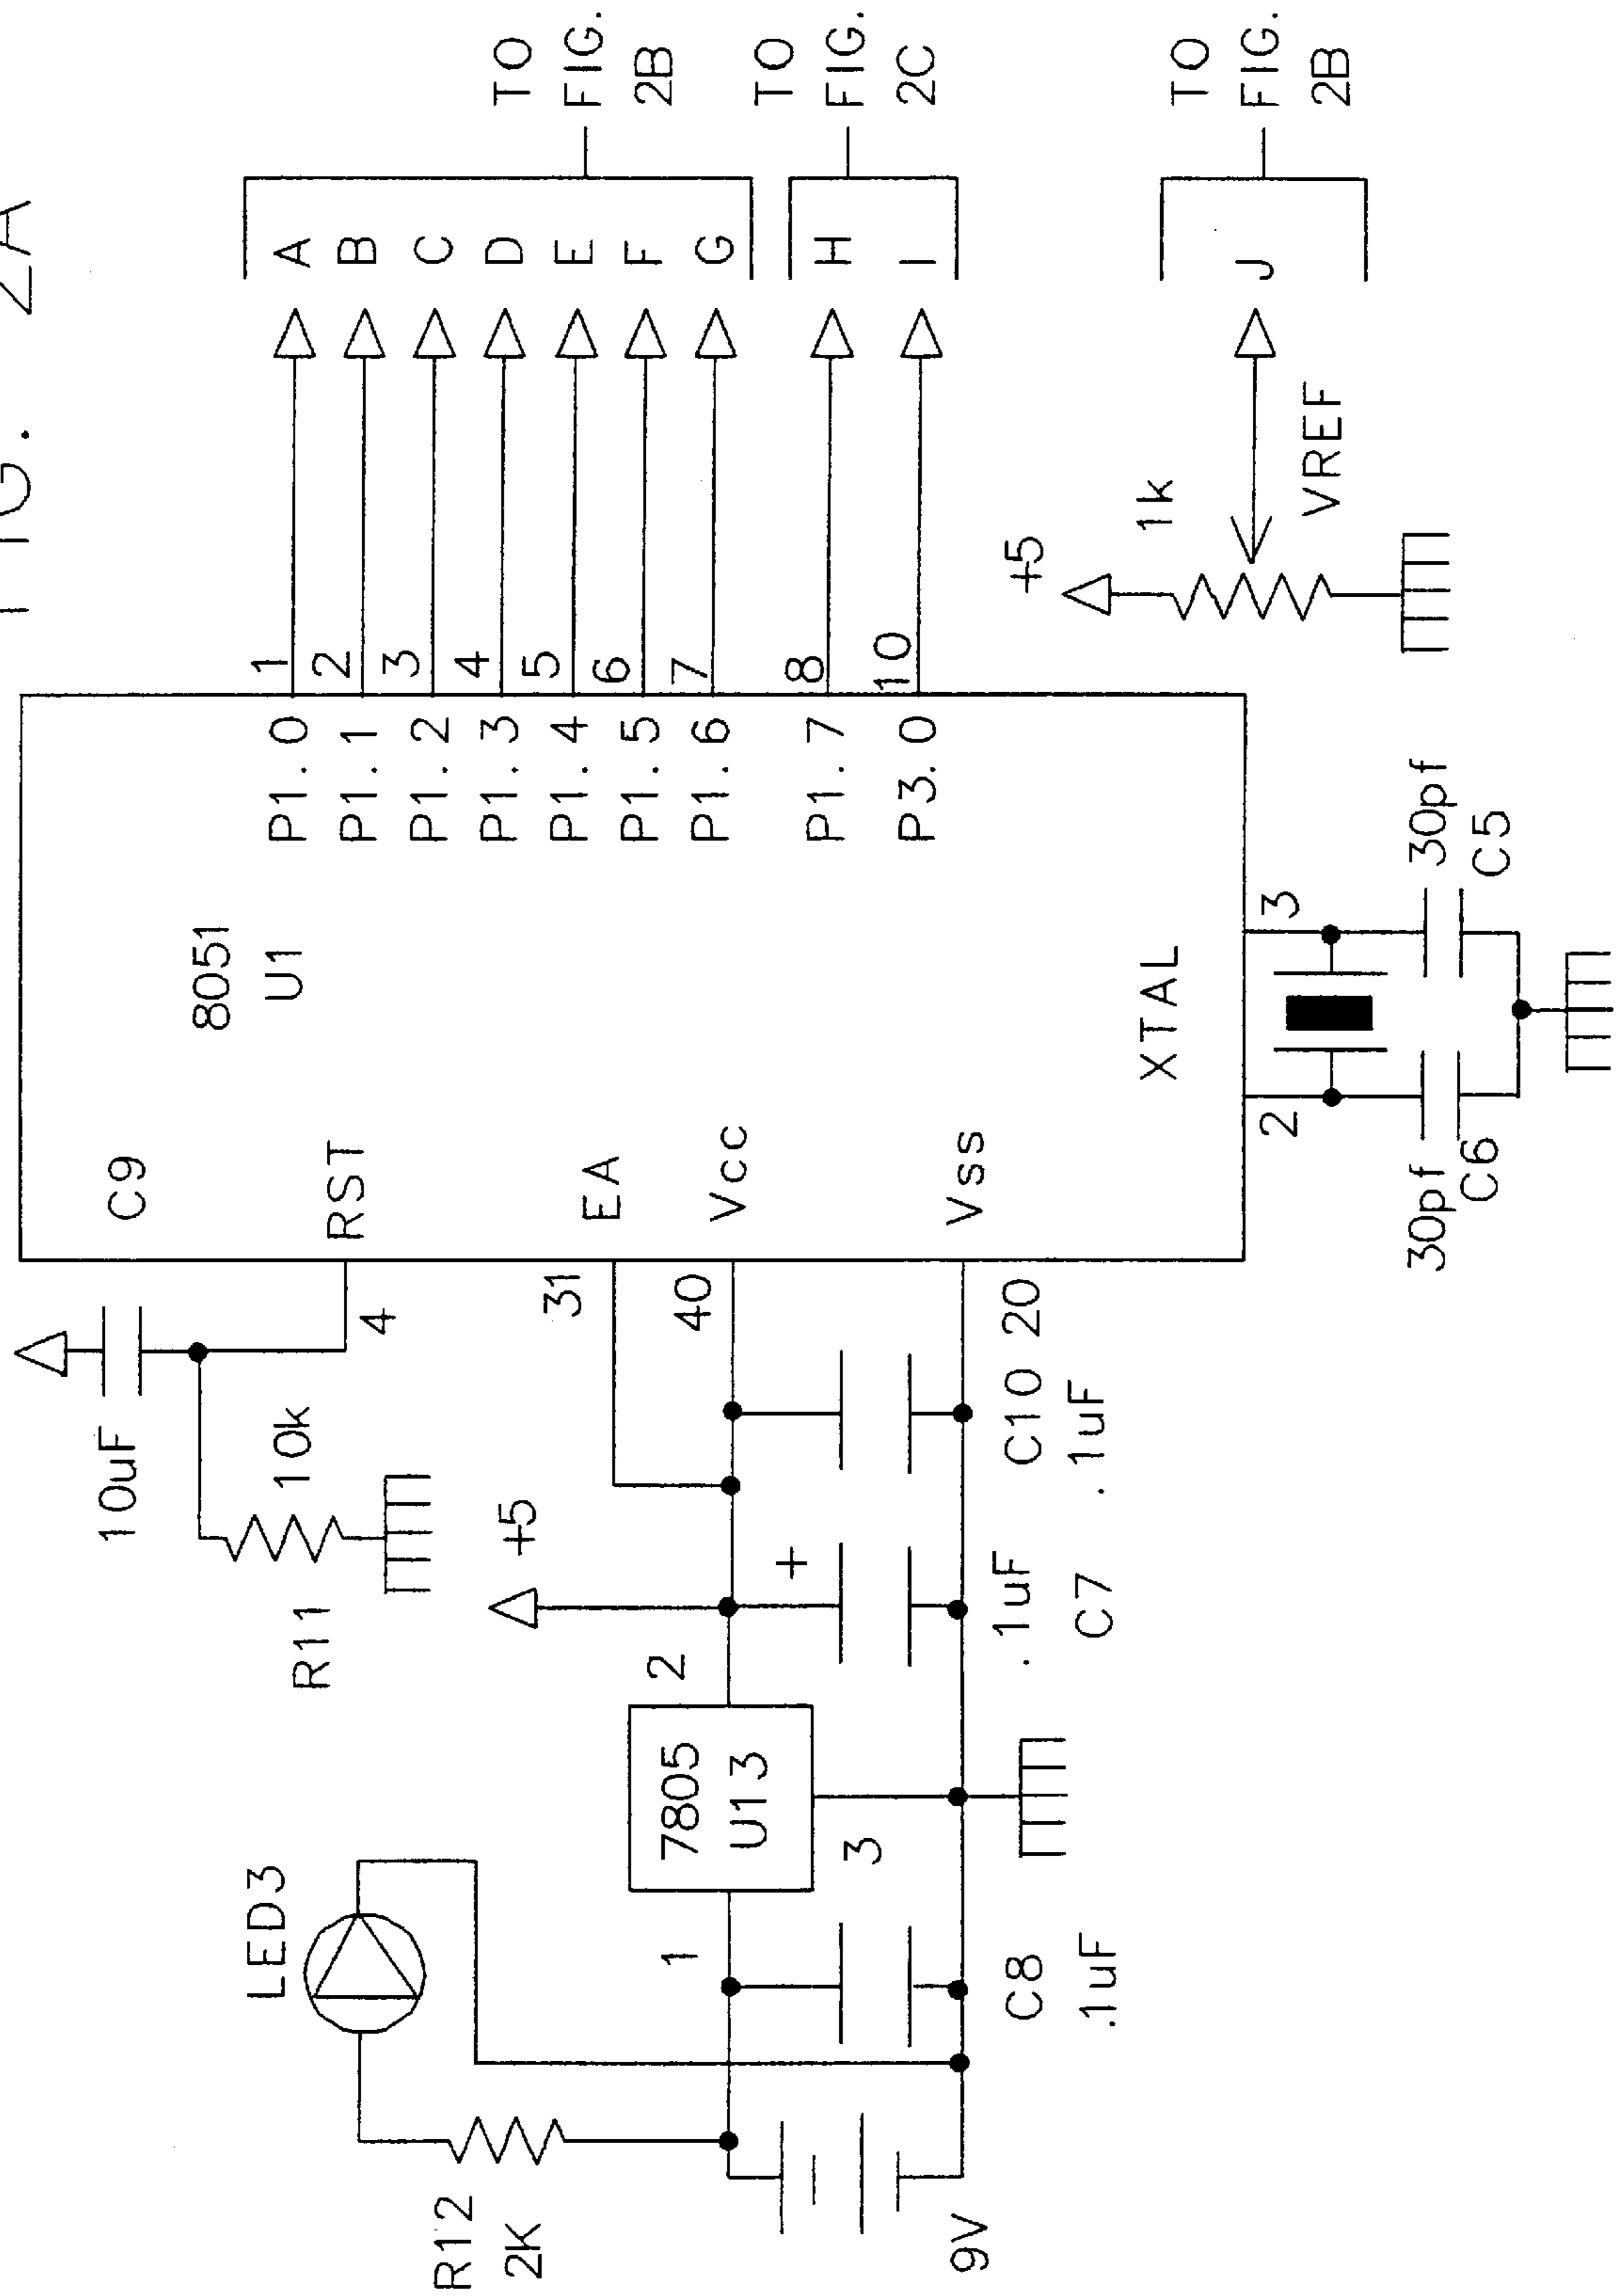 FIG. 2A
8051
U1
C9
10uF
RST
4
10k
R11
EA
31
Vcc
40
Vss
20
P1.0 1 A
P1.1 2 B
P1.2 3 C
P1.3 4 D
P1.4 5 E
P1.5 6 F
P1.6 7 G
TO
FIG.
2B
P1.7 8 H
P3.0 10 I
TO
FIG.
2C
+5
1k
VREF
J
TO
FIG.
2B
XTAL
2
3
30pf
C6
30pf
C5
LED3
R12
2K
9V
1
7805
U13
2
3
+5
+
C8
.1uF
.1uF
C7
C10
.1uF